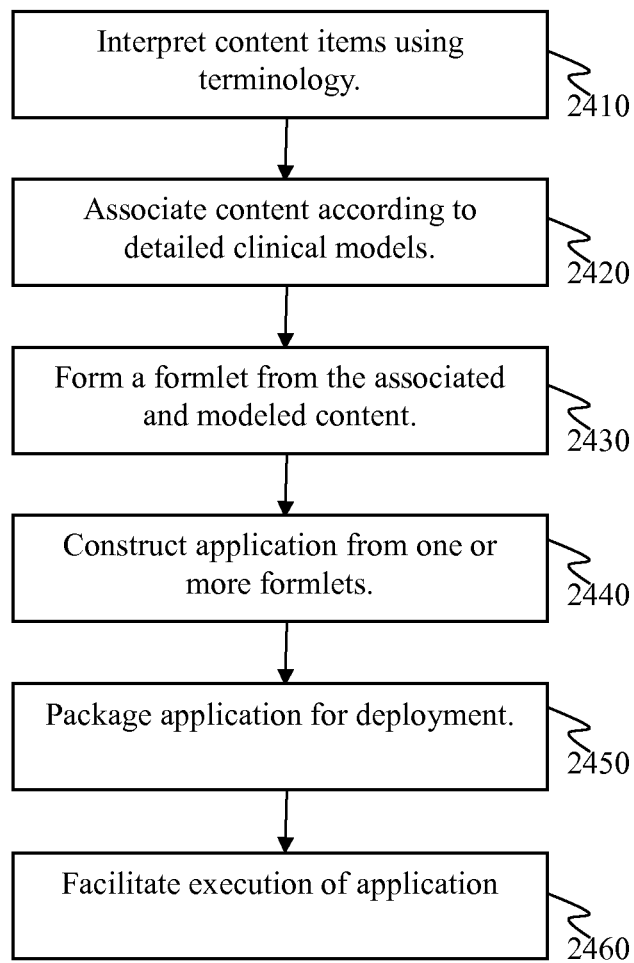 Interpret content items using
terminology.
2410
Associate content according to
detailed clinical models.
2420
Form a formlet from the associated
and modeled content.
2430
Construct application from one or
more formlets.
2440
Package application for deployment.
2450
Facilitate execution of application
2460